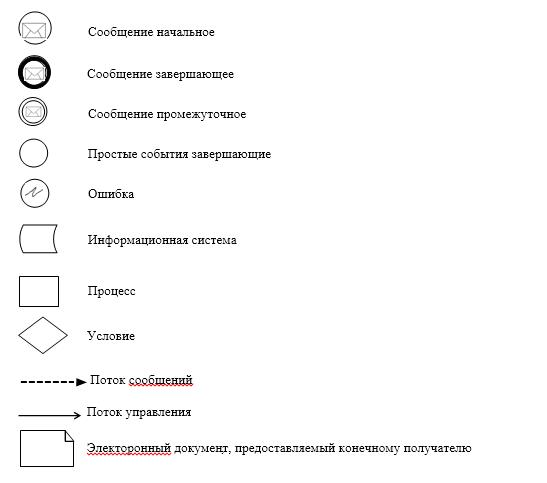 Сообщение начальное
Сообщение завершающее
Сообщение промежуточное
Простые события завершающие
Ошибка
Информационная система
Процесс
Условие
Поток сообщений
Поток управления
Электоронный документ, предоставляемый конечному получателю